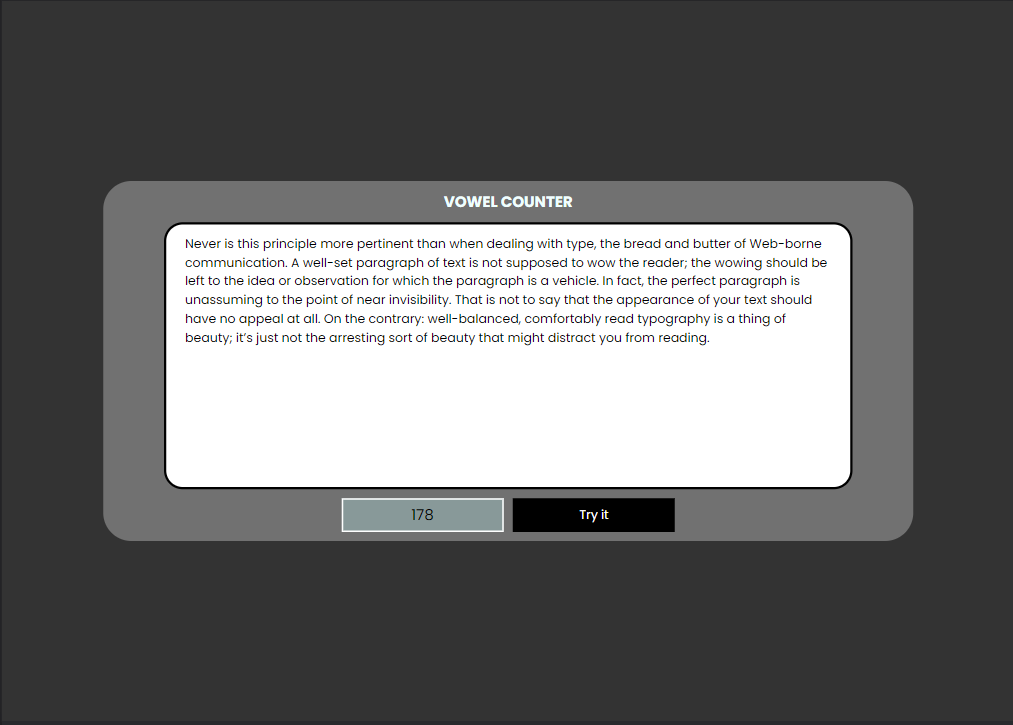 VOWEL COUNTER
Never is this principle more pertinent than when dealing with type, the bread and butter of Web-borne
communication. A well-set paragraph of text is not supposed to wow the reader; the wowing should be
left to the idea or observation for which the paragraph is a vehicle. In fact, the perfect paragraph is
unassuming to the point of near invisibility. That is not to say that the appearance of your text should
have no appeal at all. On the contrary: well-balanced, comfortably read typography is a thing of
beauty; it’s just not the arresting sort of beauty that might distract you from reading.
178
Try it